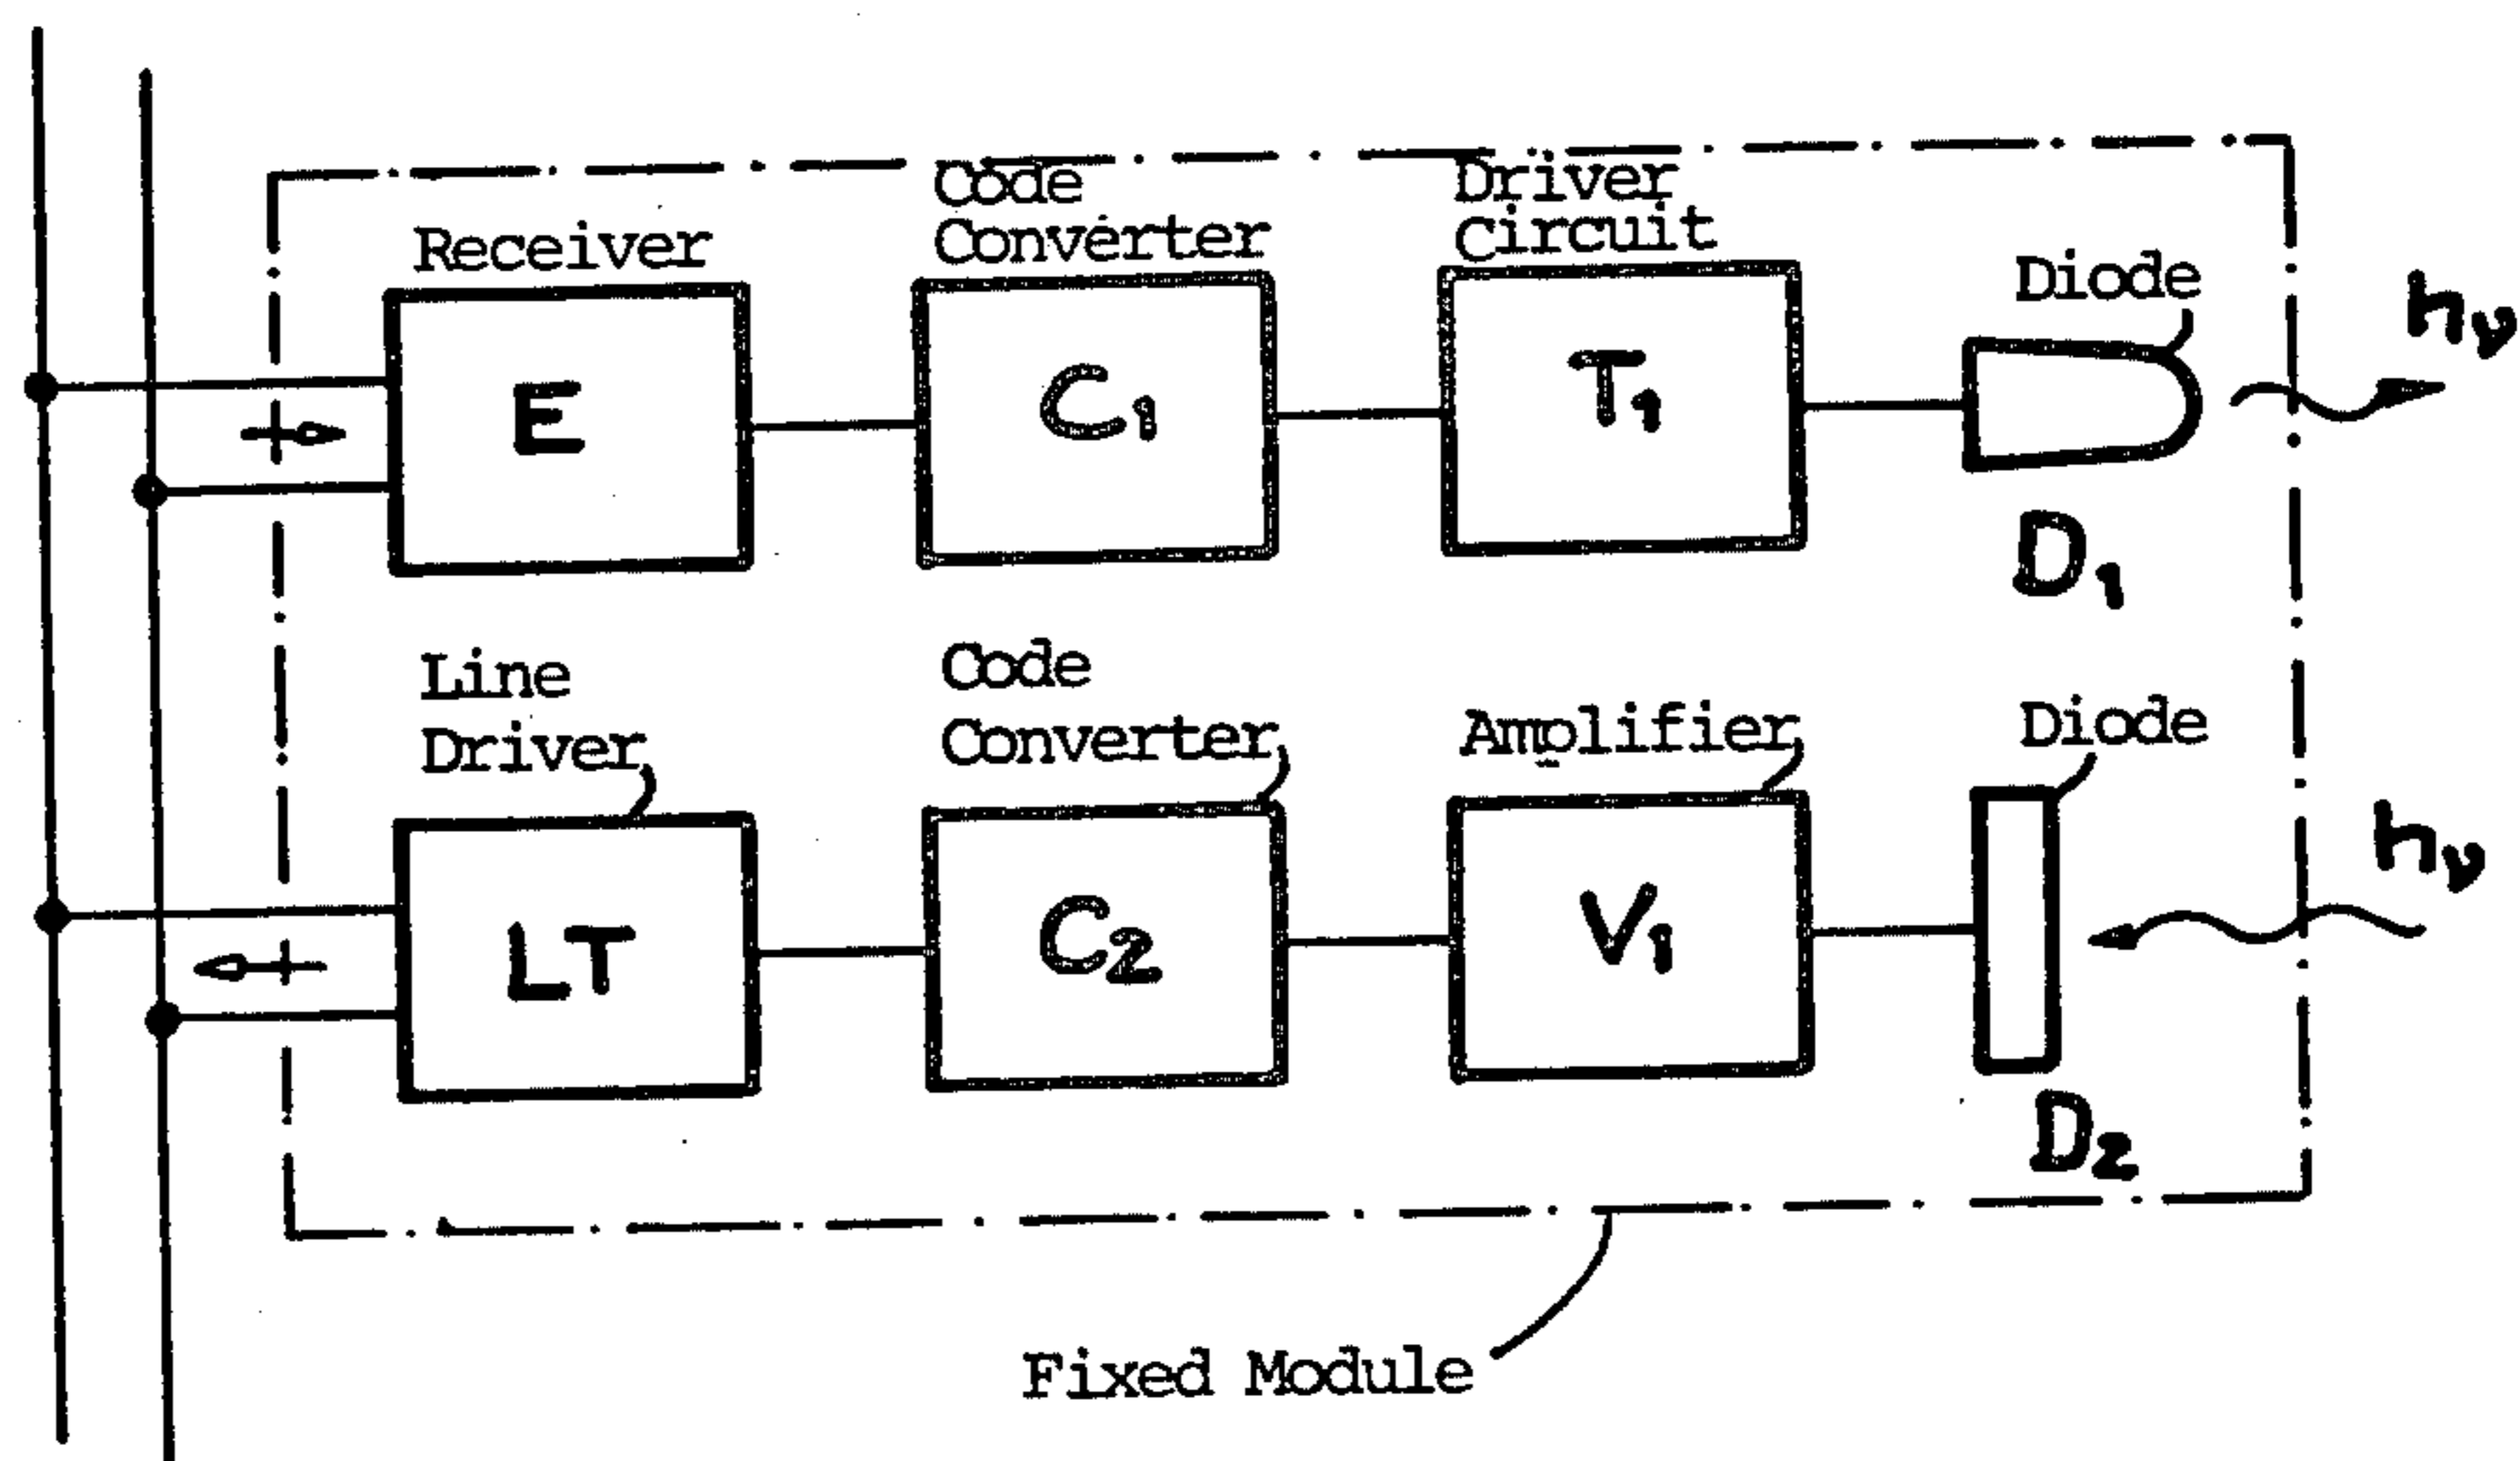 Receiver
Code
Converter
Driver
Circuit
Diode
hν
E
C1
T1
D1
Line
Driver
Code
Converter
Amplifier
Diode
hν
LT
C2
V1
D2
Fixed Module